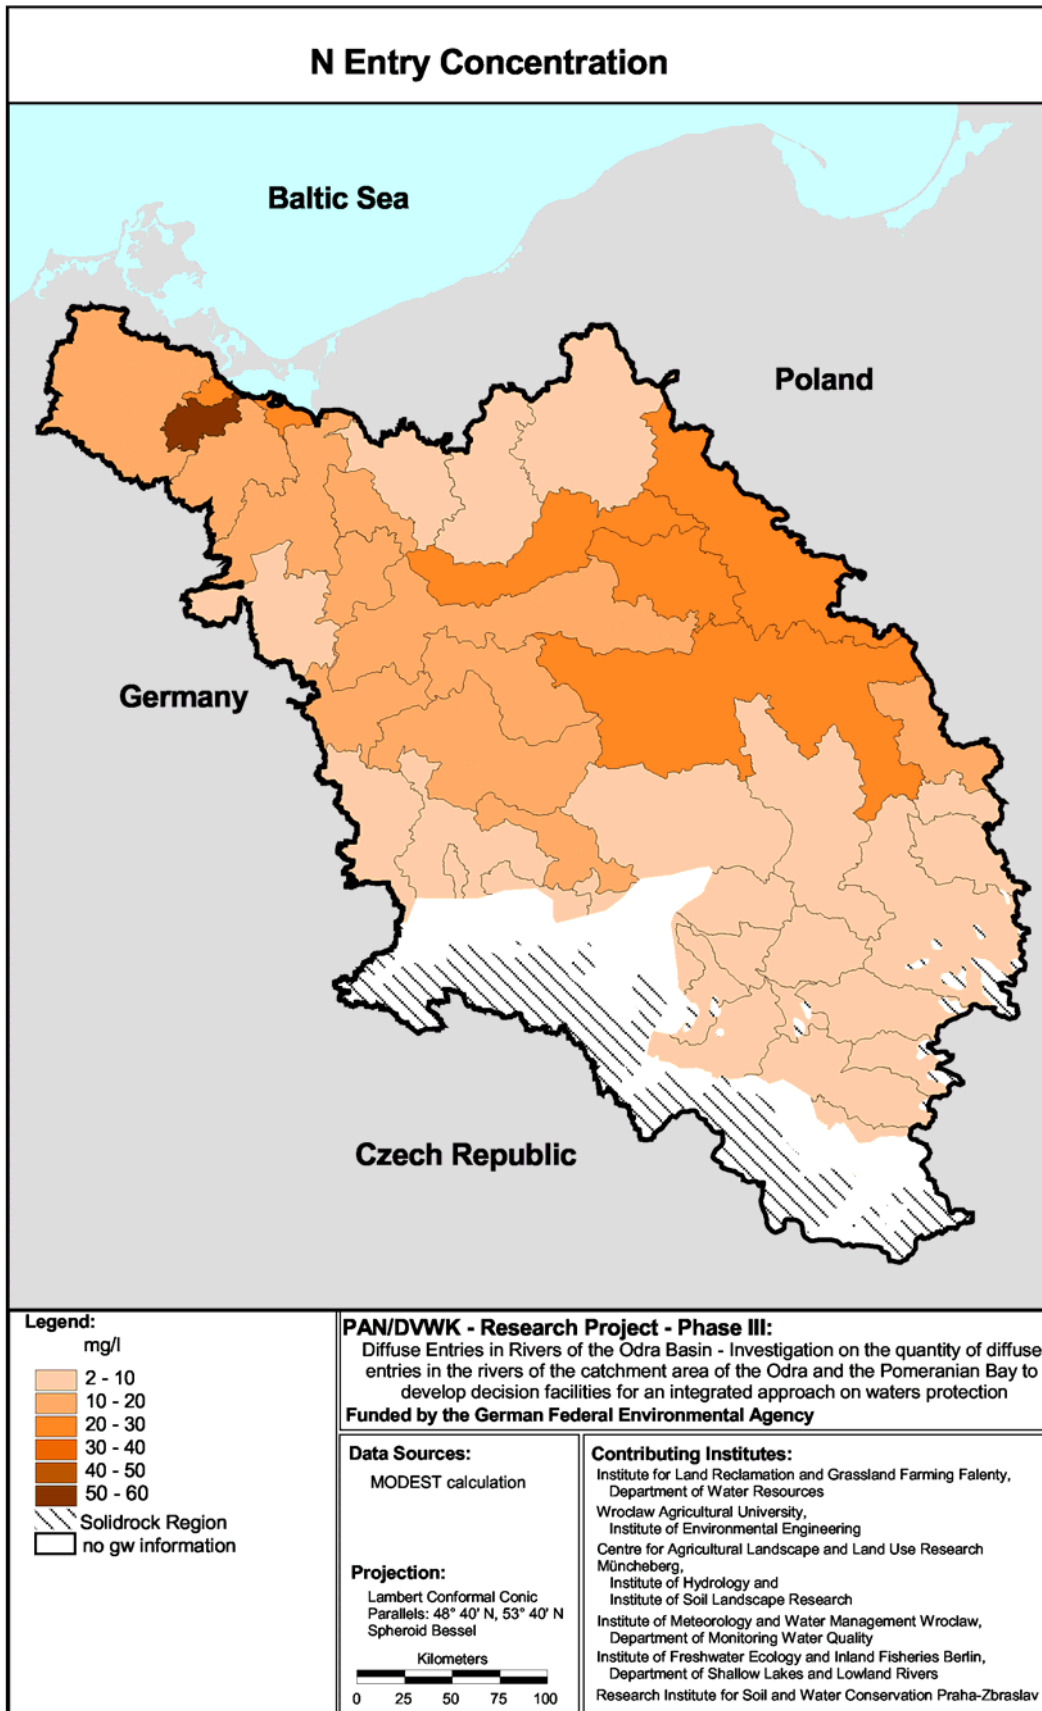 N Entry Concentration
Baltic Sea
Poland
Germany
Czech Republic
Legend:
mg/l
2 - 10
10 - 20
20 - 30
30 - 40
40 - 50
50 - 60
Solidrock Region
no gw information
PAN/DVWK - Research Project - Phase III:
Diffuse Entries in Rivers of the Odra Basin - Investigation on the quantity of diffuse
entries in the rivers of the catchment area of the Odra and the Pomeranian Bay to
develop decision facilities for an integrated approach on waters protection
Funded by the German Federal Environmental Agency
Data Sources:
MODEST calculation
Projection:
Lambert Conformal Conic
Parallels: 48° 40' N, 53° 40' N
Spheroid Bessel
Kilometers
0 25 50 75 100
Contributing Institutes:
Institute for Land Reclamation and Grassland Farming Falenty,
Department of Water Resources
Wroclaw Agricultural University,
Institute of Environmental Engineering
Centre for Agricultural Landscape and Land Use Research
Müncheberg,
Institute of Hydrology and
Institute of Soil Landscape Research
Institute of Meteorology and Water Management Wroclaw,
Department of Monitoring Water Quality
Institute of Freshwater Ecology and Inland Fisheries Berlin,
Department of Shallow Lakes and Lowland Rivers
Research Institute for Soil and Water Conservation Praha-Zbraslav